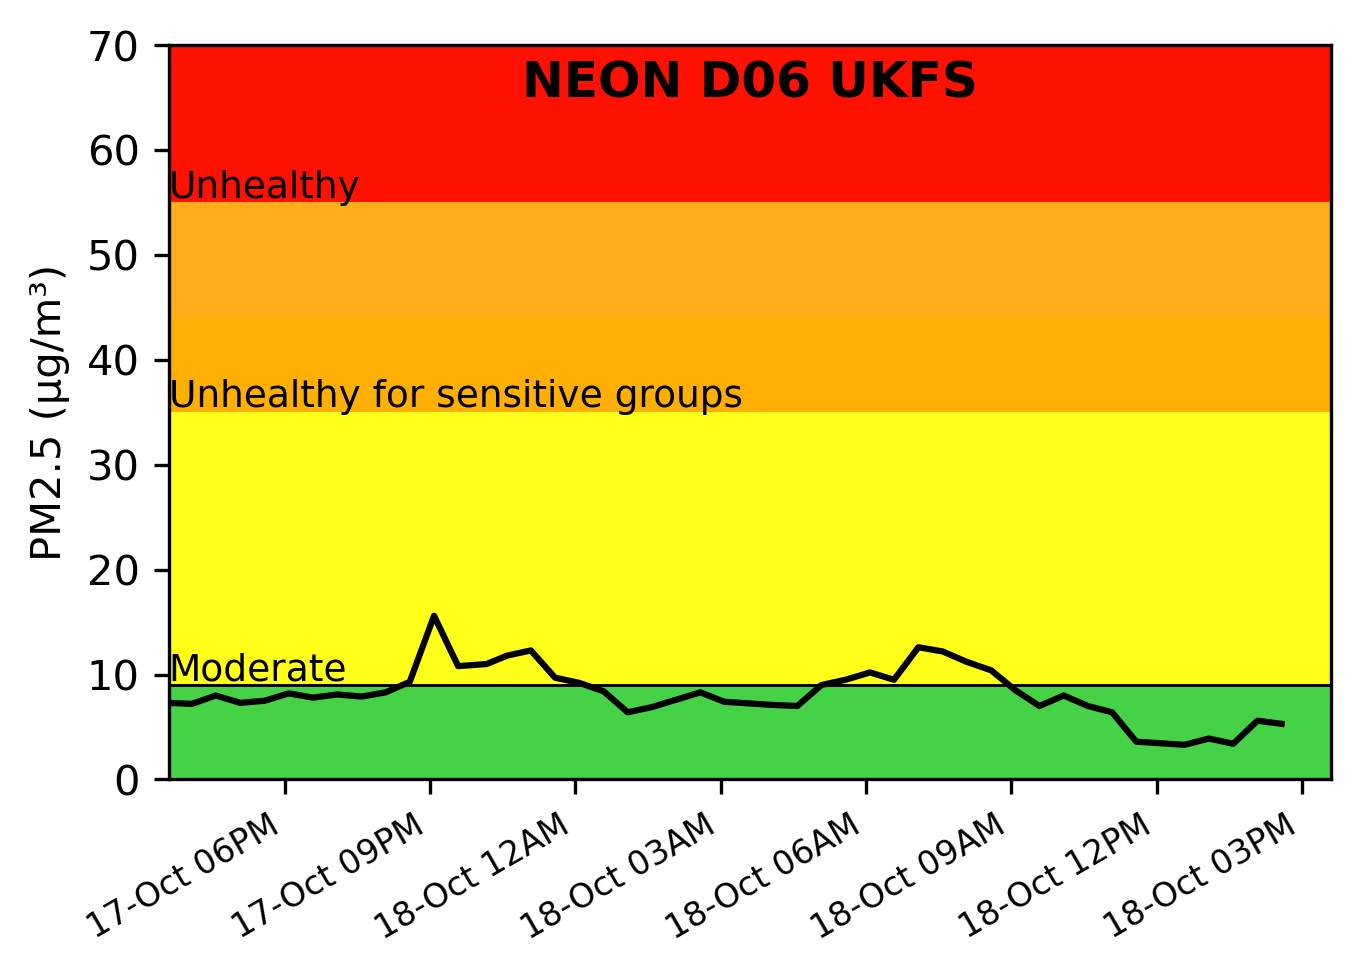 NEON D06 UKFS
70
60
50
40
30
20
10
0
PM2.5 (µg/m³)
Unhealthy
Unhealthy for sensitive groups
Moderate
17-Oct 06PM
17-Oct 09PM
18-Oct 12AM
18-Oct 03AM
18-Oct 06AM
18-Oct 09AM
18-Oct 12PM
18-Oct 03PM